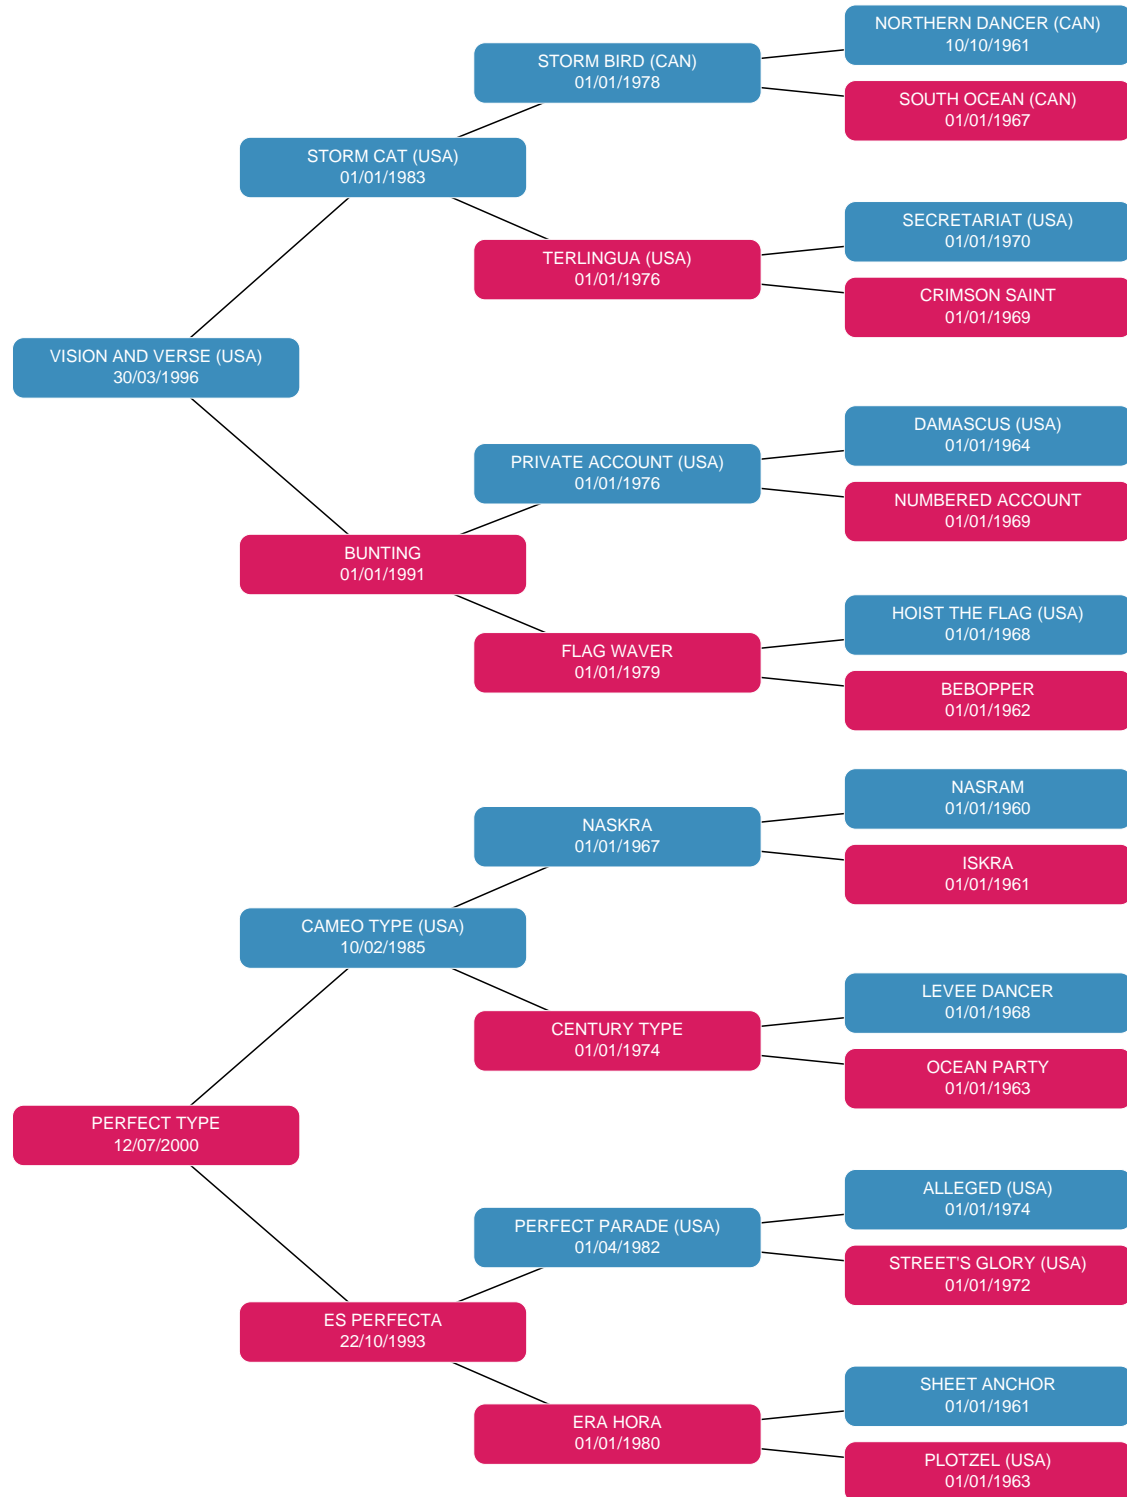 NORTHERN DANCER (CAN)
10/10/1961
STORM BIRD (CAN)
01/01/1978
SOUTH OCEAN (CAN)
01/01/1967
STORM CAT (USA)
01/01/1983
SECRETARIAT (USA)
01/01/1970
TERLINGUA (USA)
01/01/1976
CRIMSON SAINT
01/01/1969
VISION AND VERSE (USA)
30/03/1996
DAMASCUS (USA)
01/01/1964
PRIVATE ACCOUNT (USA)
01/01/1976
NUMBERED ACCOUNT
01/01/1969
BUNTING
01/01/1991
HOIST THE FLAG (USA)
01/01/1968
FLAG WAVER
01/01/1979
BEBOPPER
01/01/1962
NASRAM
01/01/1960
NASKRA
01/01/1967
ISKRA
01/01/1961
CAMEO TYPE (USA)
10/02/1985
LEVEE DANCER
01/01/1968
CENTURY TYPE
01/01/1974
OCEAN PARTY
01/01/1963
PERFECT TYPE
12/07/2000
ALLEGED (USA)
01/01/1974
PERFECT PARADE (USA)
01/04/1982
STREET'S GLORY (USA)
01/01/1972
ES PERFECTA
22/10/1993
SHEET ANCHOR
01/01/1961
ERA HORA
01/01/1980
PLOTZEL (USA)
01/01/1963